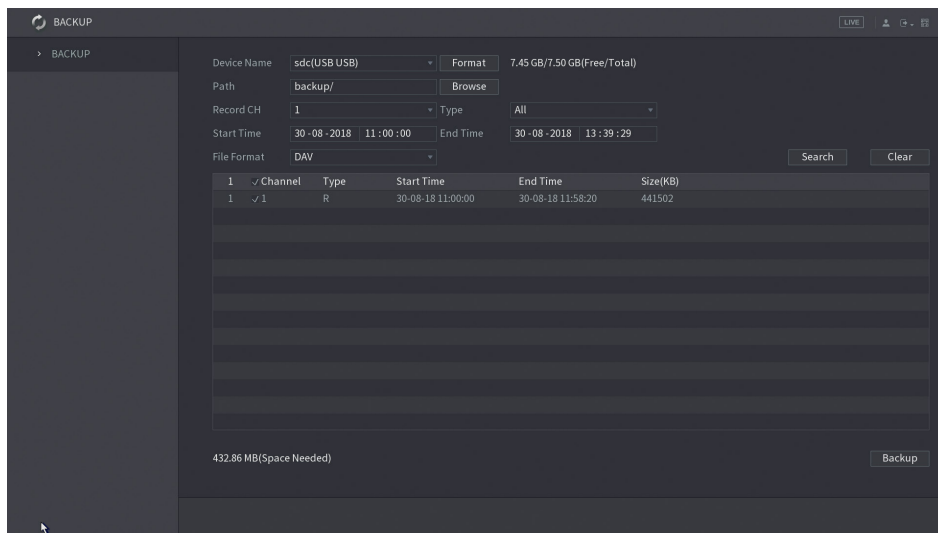 BACKUP LIVE
BACKUP
Device Name sdc(USB USB) Format 7.45 GB/7.50 GB(Free/Total)
Path backup/ Browse
Record CH 1 Type All
Start Time 30-08-2018 11:00:00 End Time 30-08-2018 13:39:29
File Format DAV Search Clear
1 Channel Type Start Time End Time Size(KB)
1 1 R 30-08-18 11:00:00 30-08-18 11:58:20 441502
432.86 MB(Space Needed) Backup